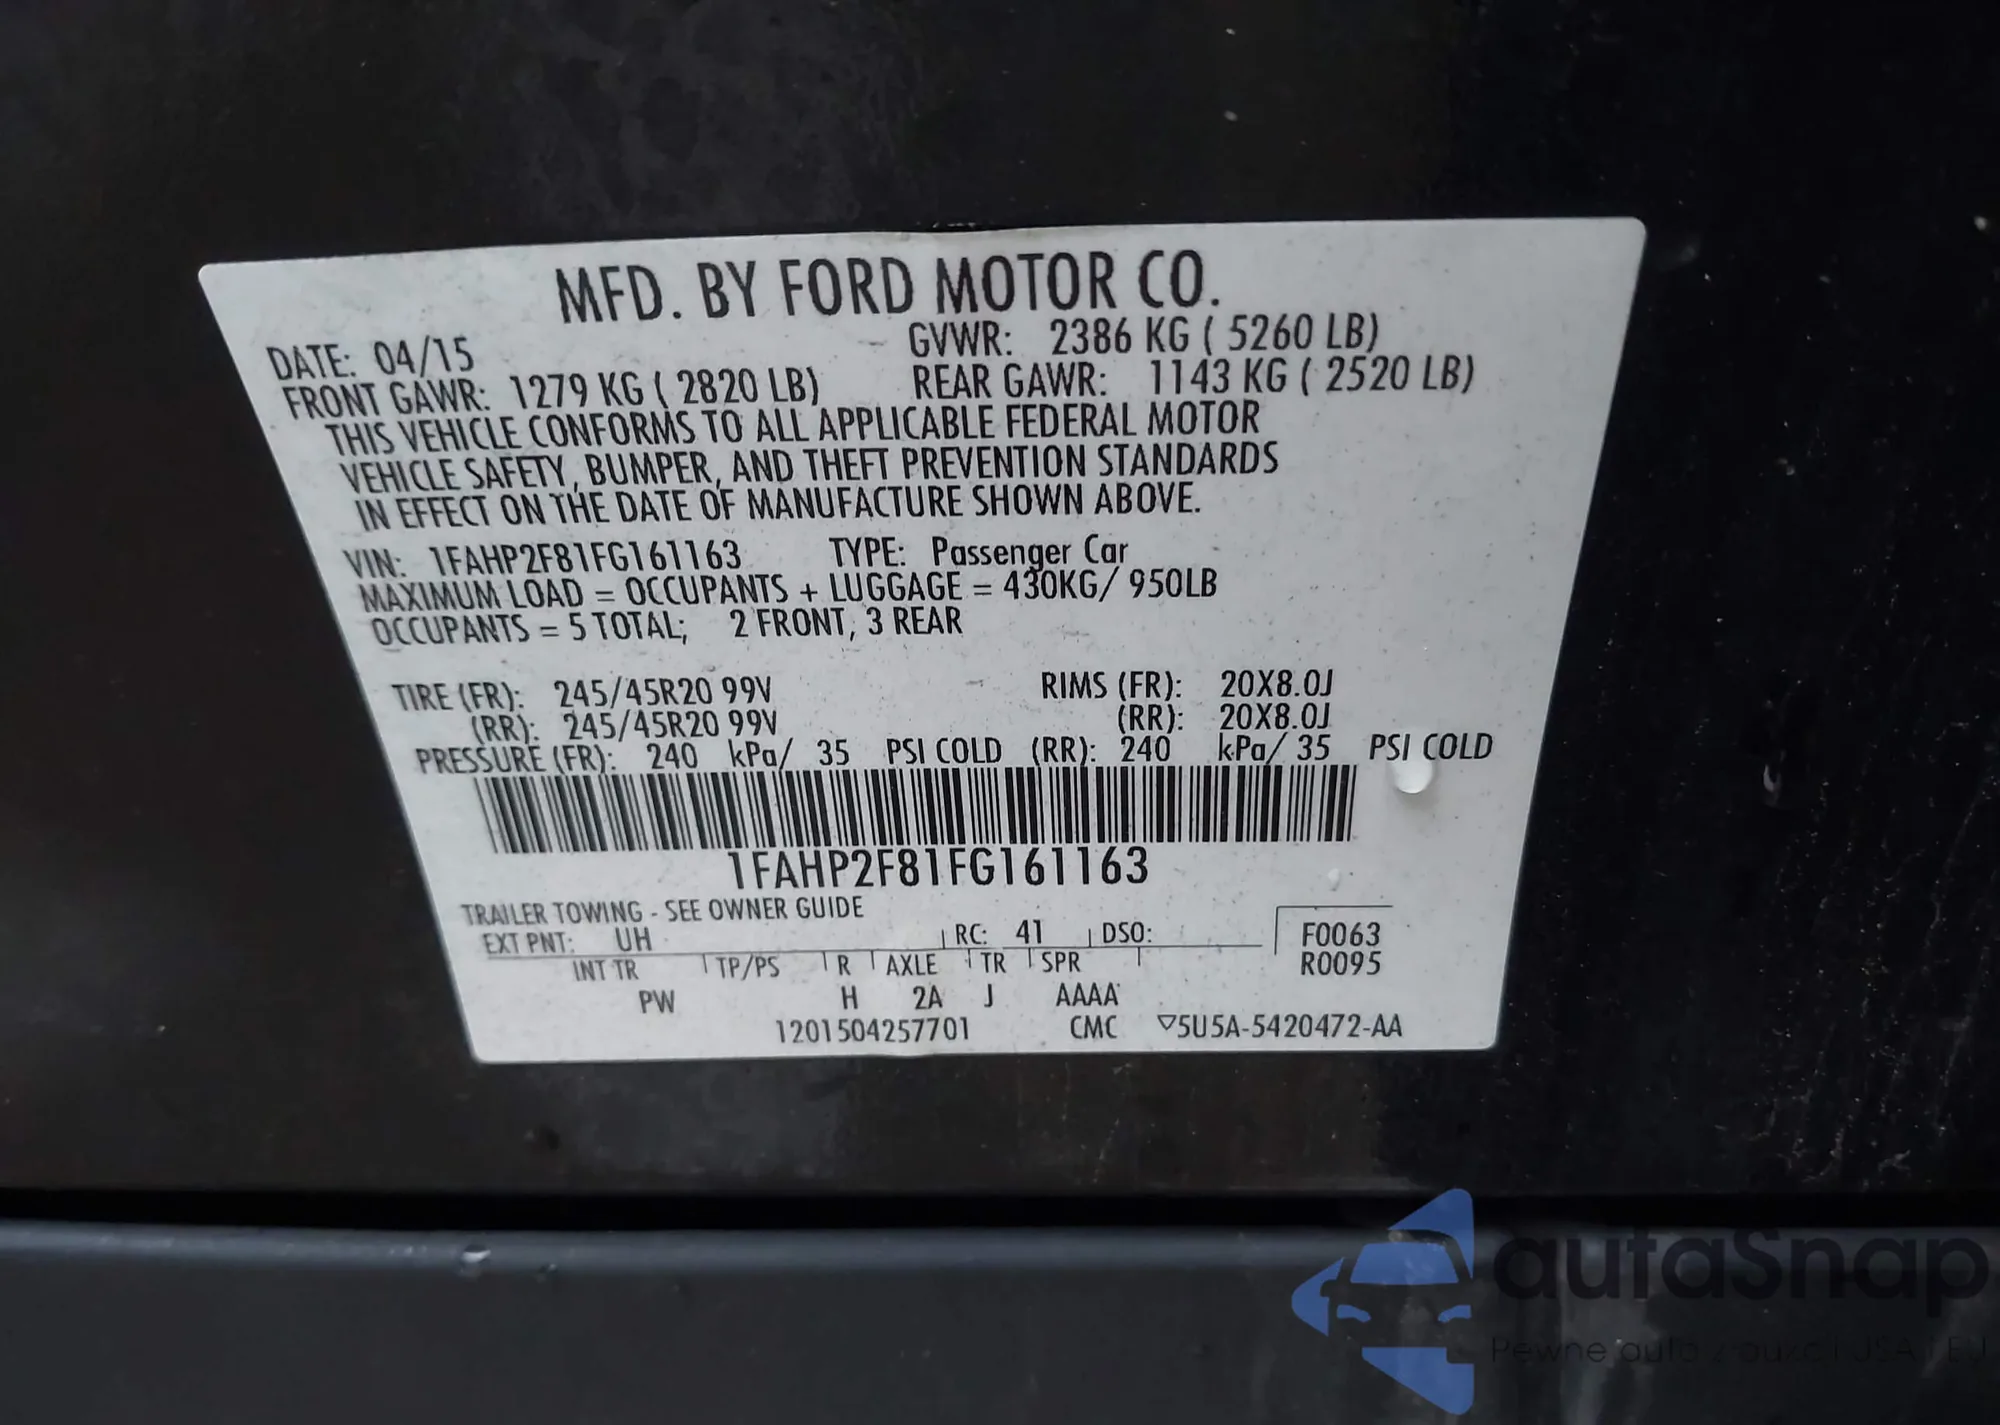 MFD. BY FORD MOTOR CO.
DATE: 04/15 GVWR: 2386 KG ( 5260 LB)
FRONT GAWR: 1279 KG ( 2820 LB) REAR GAWR: 1143 KG ( 2520 LB)
THIS VEHICLE CONFORMS TO ALL APPLICABLE FEDERAL MOTOR
VEHICLE SAFETY, BUMPER, AND THEFT PREVENTION STANDARDS
IN EFFECT ON THE DATE OF MANUFACTURE SHOWN ABOVE.
VIN: 1FAHP2F81FG161163 TYPE: Passenger Car
MAXIMUM LOAD = OCCUPANTS + LUGGAGE = 430KG/ 950LB
OCCUPANTS = 5 TOTAL; 2 FRONT, 3 REAR
TIRE (FR): 245/45R20 99V RIMS (FR): 20X8.0J
(RR): 245/45R20 99V (RR): 20X8.0J
PRESSURE (FR): 240 kPa/ 35 PSI COLD (RR): 240 kPa/ 35 PSI COLD
1FAHP2F81FG161163
TRAILER TOWING - SEE OWNER GUIDE
EXT PNT: UH RC: 41 DSO: F0063
INT TR TP/PS R AXLE TR SPR R0095
PW H 2A J AAAA
1201504257701 CMC ▽5U5A-5420472-AA
autaSnap
Pewne auto z aukcji USA i EU